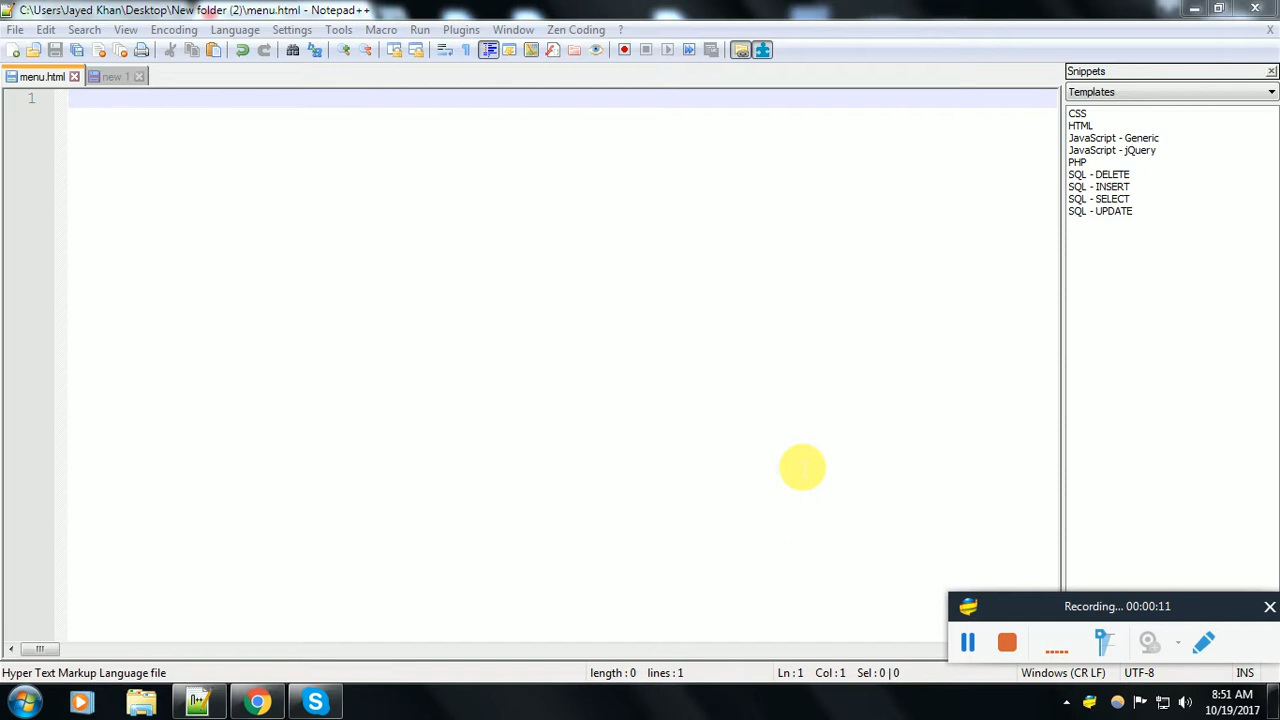 C:\Users\Jayed Khan\Desktop\New folder (2)\menu.html - Notepad++
File Edit Search View Encoding Language Settings Tools Macro Run Plugins Window Zen Coding ? X
menu.html new 1
Snippets
Templates
1
CSS
HTML
JavaScript - Generic
JavaScript - jQuery
PHP
SQL - DELETE
SQL - INSERT
SQL - SELECT
SQL - UPDATE
Recording... 00:00:11
Hyper Text Markup Language file length : 0 lines : 1 Ln : 1 Col : 1 Sel : 0 | 0 Windows (CR LF) UTF-8 INS
8:51 AM
10/19/2017